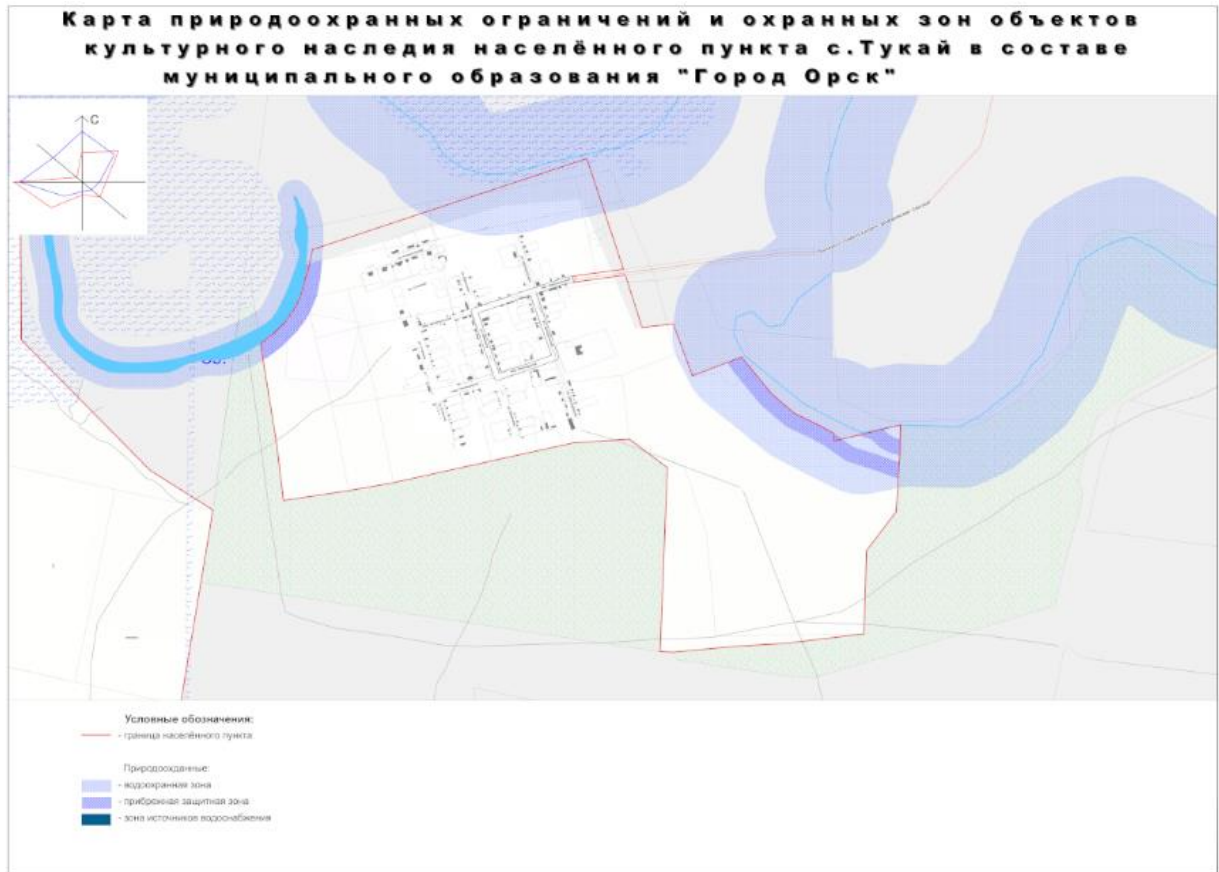 Карта природоохранных ограничений и охранных зон объектов
культурного наследия населённого пункта с.Тукай в составе
муниципального образования "Город Орск"
С
Условные обозначения:
- граница населённого пункта
Природоохданные:
- водоохранная зона
- прибрежная защитная зона
- зона источников водоснабжения